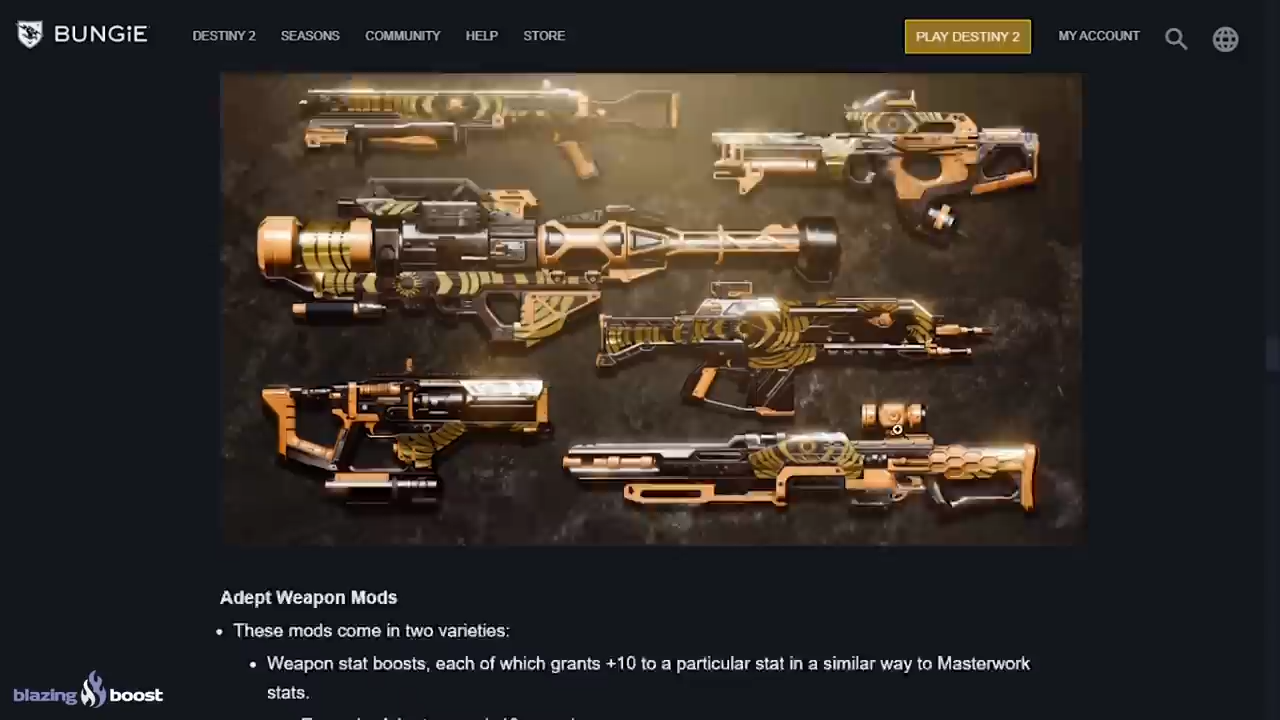 BUNGiE
DESTINY 2
SEASONS
COMMUNITY
HELP
STORE
PLAY DESTINY 2
MY ACCOUNT
Adept Weapon Mods
These mods come in two varieties:
Weapon stat boosts, each of which grants +10 to a particular stat in a similar way to Masterwork
stats.
blazing boost